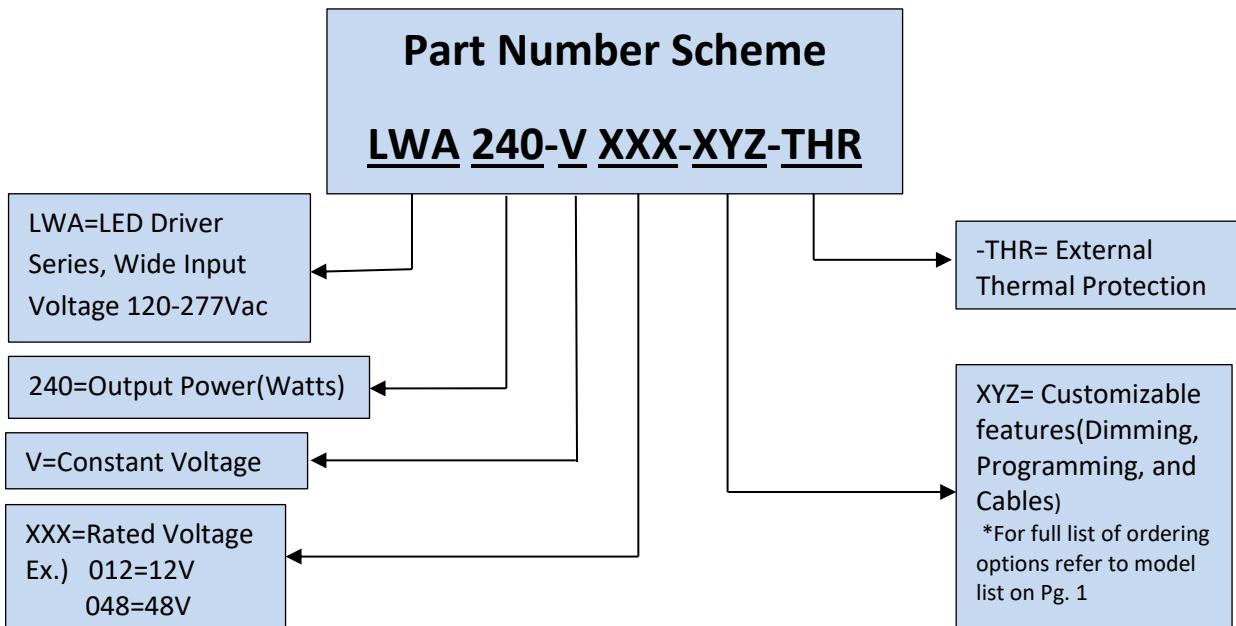 Part Number Scheme
LWA 240-V XXX-XYZ-THR
LWA=LED Driver
Series, Wide Input
Voltage 120-277Vac
240=Output Power(Watts)
V=Constant Voltage
XXX=Rated Voltage
Ex.) 012=12V
048=48V
-THR= External
Thermal Protection
XYZ= Customizable
features(Dimming,
Programming, and
Cables)
*For full list of ordering
options refer to model
list on Pg. 1